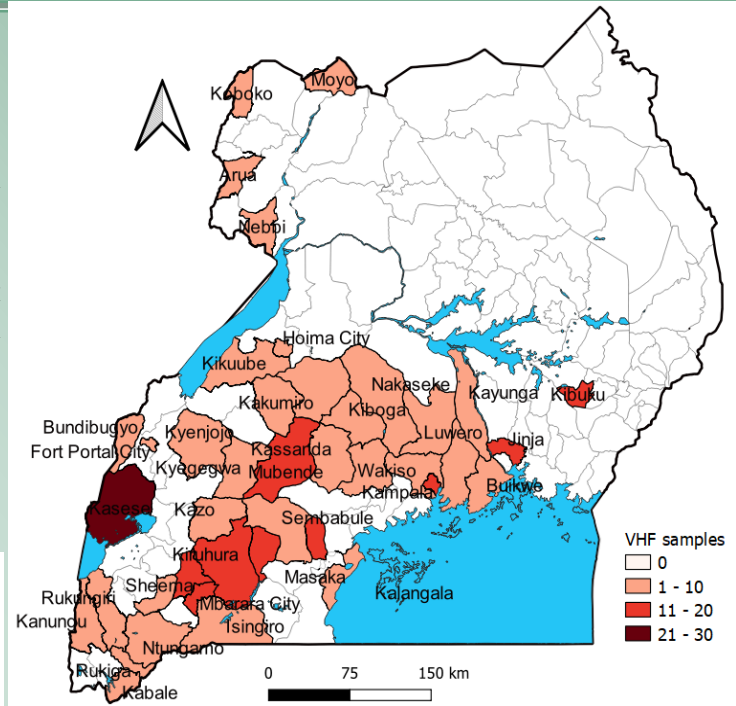 Moyo
Koboko
Arua
Nebbi
Hoima City
Kikuube
Nakaseke
Kayunga
Kibuku
Kakumiro
Kiboga
Bundibugyo
Kyenjojo
Luwero
Jinja
Fort Portal City
Kassanda
Kyegegwa
Mubende
Wakiso
Kampala
Buikwe
Kasese
Kazo
Sembabule
Kiruhura
Masaka
Sheema
Kalangala
Rukungiri
Mbarara City
Kanungu
Isingiro
Ntungamo
Rukiga
Kabale
VHF samples
0
1 - 10
11 - 20
21 - 30
0 75 150 km